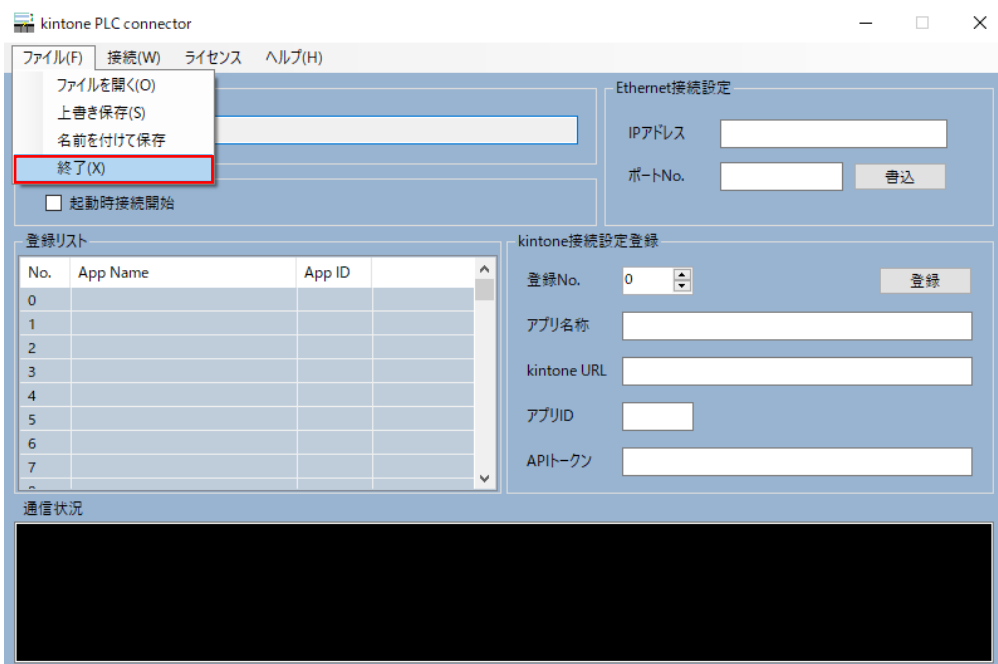 kintone PLC connector
ファイル(F) 接続(W) ライセンス ヘルプ(H)
ファイルを開く(O)
上書き保存(S)
名前を付けて保存
終了(X)
起動時接続開始
Ethernet接続設定
IPアドレス
ポートNo.
書込
登録リスト
No. App Name App ID
0
1
2
3
4
5
6
7
kintone接続設定登録
登録No. 0 登録
アプリ名称
kintone URL
アプリID
APIトークン
通信状況